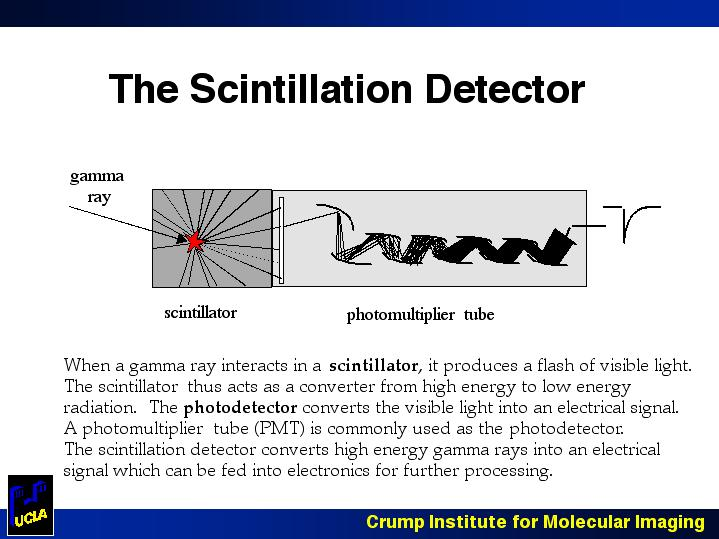 The Scintillation Detector
gamma
ray
scintillator
photomultiplier tube
When a gamma ray interacts in a scintillator, it produces a flash of visible light.
The scintillator thus acts as a converter from high energy to low energy
radiation. The photodetector converts the visible light into an electrical signal.
A photomultiplier tube (PMT) is commonly used as the photodetector.
The scintillation detector converts high energy gamma rays into an electrical
signal which can be fed into electronics for further processing.
UCLA
Crump Institute for Molecular Imaging